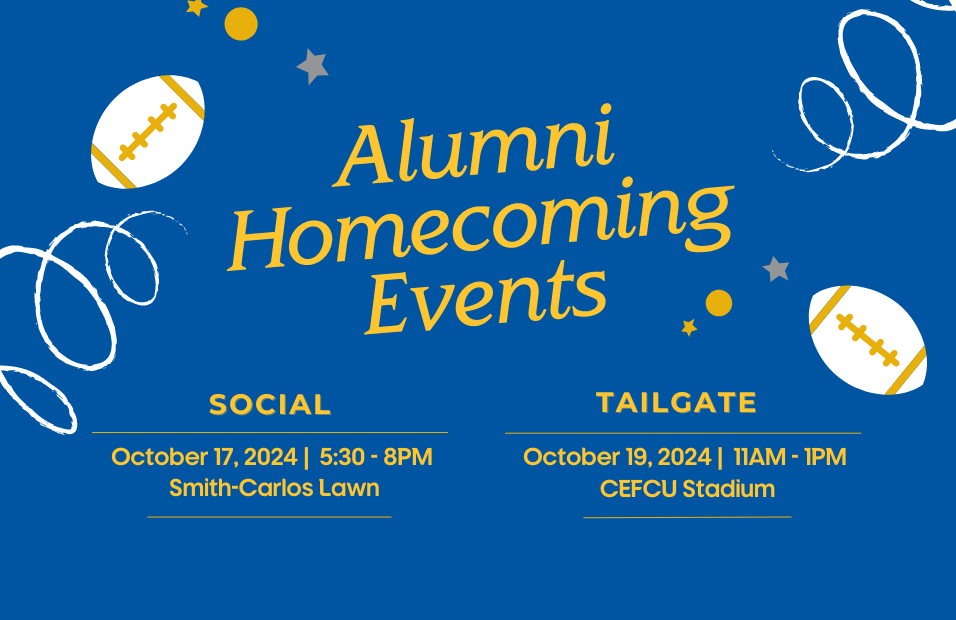 Alumni
Homecoming
Events
SOCIAL
October 17, 2024 | 5:30 - 8PM
Smith-Carlos Lawn
TAILGATE
October 19, 2024 | 11AM - 1PM
CEFCU Stadium